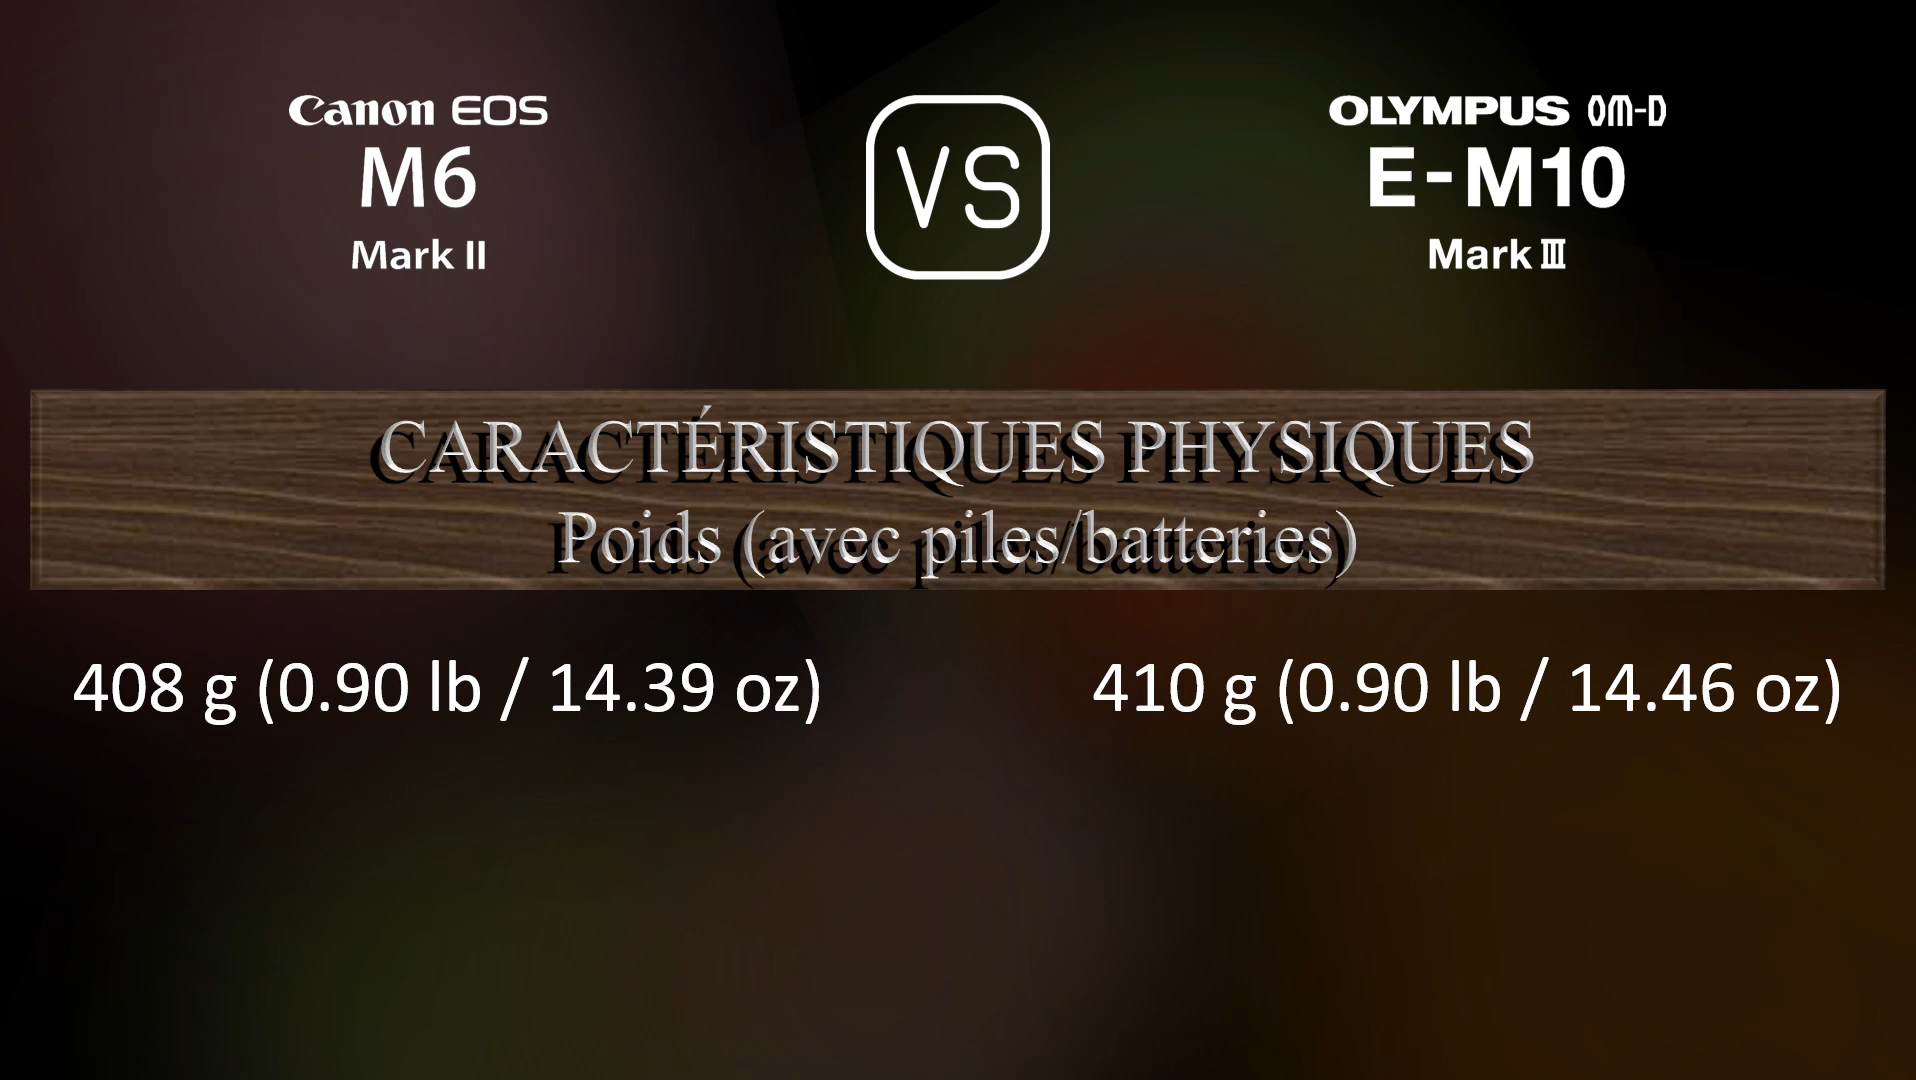 Canon EOS
M6
Mark II
VS
OLYMPUS OM-D
E-M10
Mark III
CARACTÉRISTIQUES PHYSIQUES
Poids (avec piles/batteries)
408 g (0.90 lb / 14.39 oz)
410 g (0.90 lb / 14.46 oz)